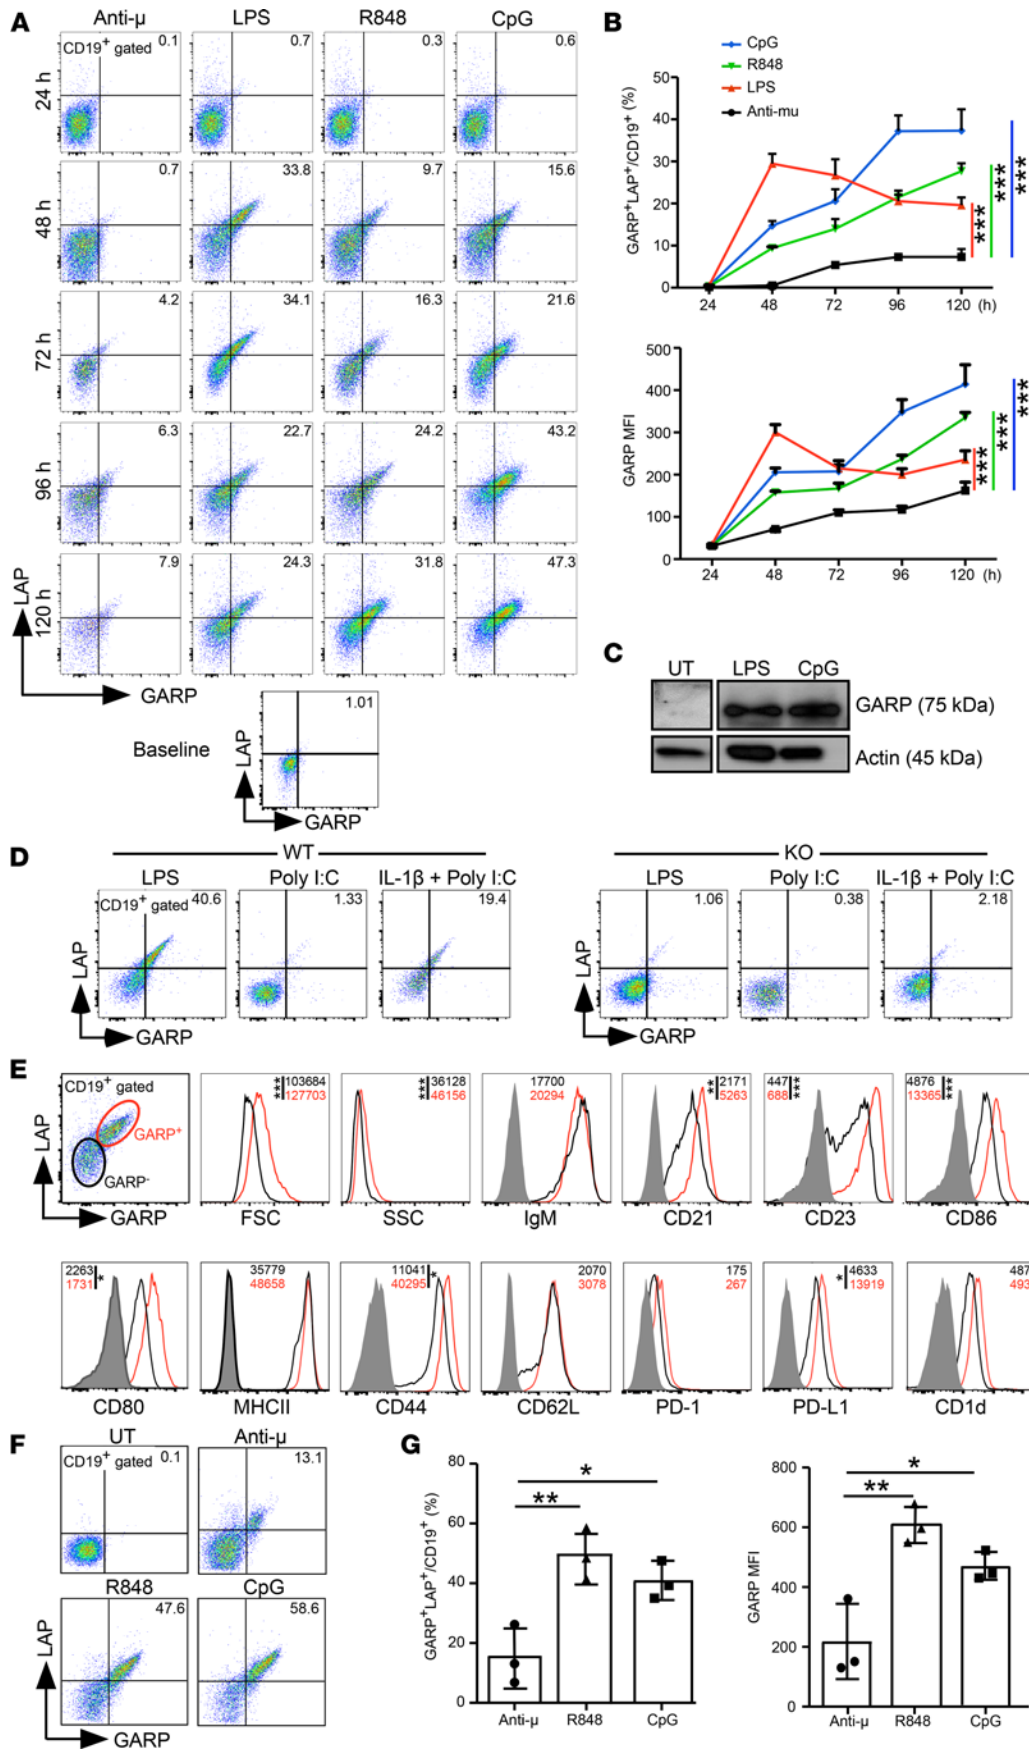 A
Anti-µ LPS R848 CpG
CD19+ gated 0.1 0.7 0.3 0.6
24 h
0.7 33.8 9.7 15.6
48 h
4.2 34.1 16.3 21.6
72 h
6.3 22.7 24.2 43.2
96 h
7.9 24.3 31.8 47.3
120 h
LAP
GARP
Baseline
1.01
LAP
GARP
B
CpG
R848
LPS
Anti-mu
GARP+LAP+/CD19+ (%)
50
40
30
20
10
0
24 48 72 96 120 (h)
*** *** ***
GARP MFI
500
400
300
200
100
0
24 48 72 96 120 (h)
*** *** ***
C
UT LPS CpG
GARP (75 kDa)
Actin (45 kDa)
D
WT
LPS Poly I:C IL-1β + Poly I:C
CD19+ gated 40.6 1.33 19.4
LAP
GARP
KO
LPS Poly I:C IL-1β + Poly I:C
1.06 0.38 2.18
LAP
GARP
E
CD19+ gated
GARP+
GARP-
LAP
GARP
*** 103684
127703
FSC
*** 36128
46156
SSC
17700
20294
IgM
** 2171
5263
CD21
447 ***
688
CD23
4876 ***
13365
CD86
2263 *
1731
CD80
35779
48658
MHCII
11041 *
40295
CD44
2070
3078
CD62L
175
267
PD-1
* 4633
13919
PD-L1
487
493
CD1d
F
UT Anti-µ
CD19+ gated 0.1 13.1
R848 CpG
47.6 58.6
LAP
GARP
G
GARP+LAP+/CD19+ (%)
80
60
40
20
0
*
**
Anti-µ R848 CpG
GARP MFI
800
600
400
200
0
*
**
Anti-µ R848 CpG